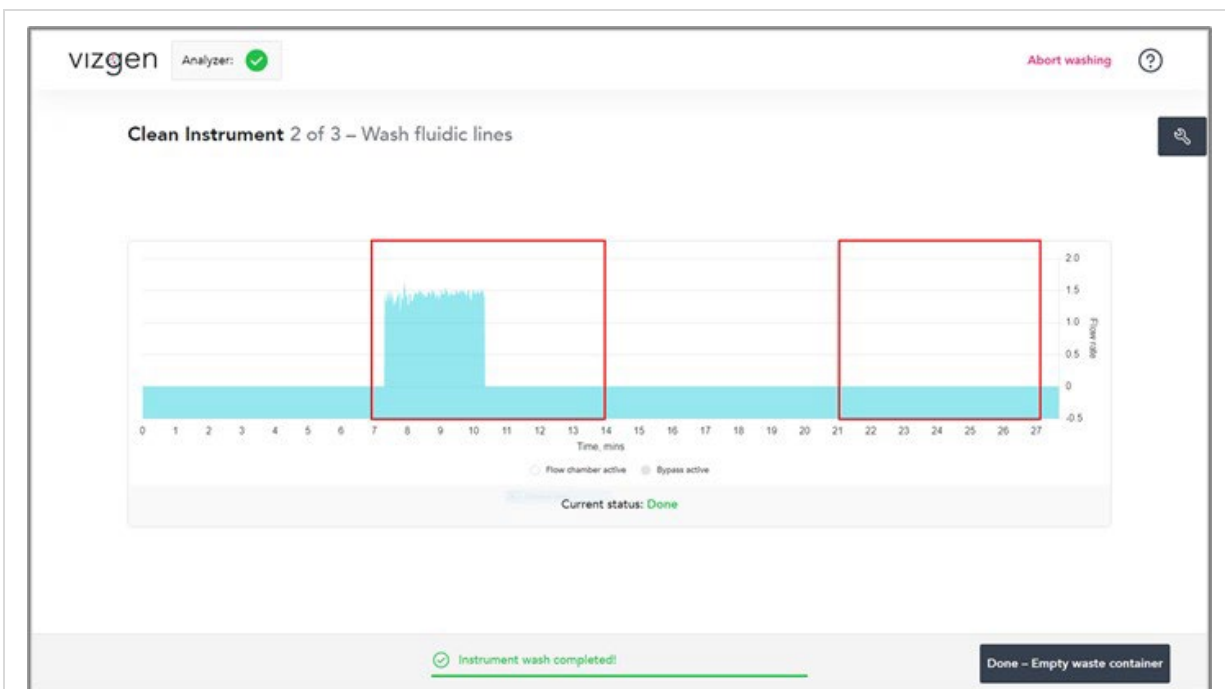 vizgen Analyzer: Abort washing ?
Clean Instrument 2 of 3 – Wash fluidic lines
2.0
1.5
1.0
0.5
0
-0.5
Flow rate
0 1 2 3 4 5 6 7 8 9 10 11 12 13 14 15 16 17 18 19 20 21 22 23 24 25 26 27
Time, mins
Flow chamber active Bypass active
Current status: Done
Instrument wash completed!
Done – Empty waste container